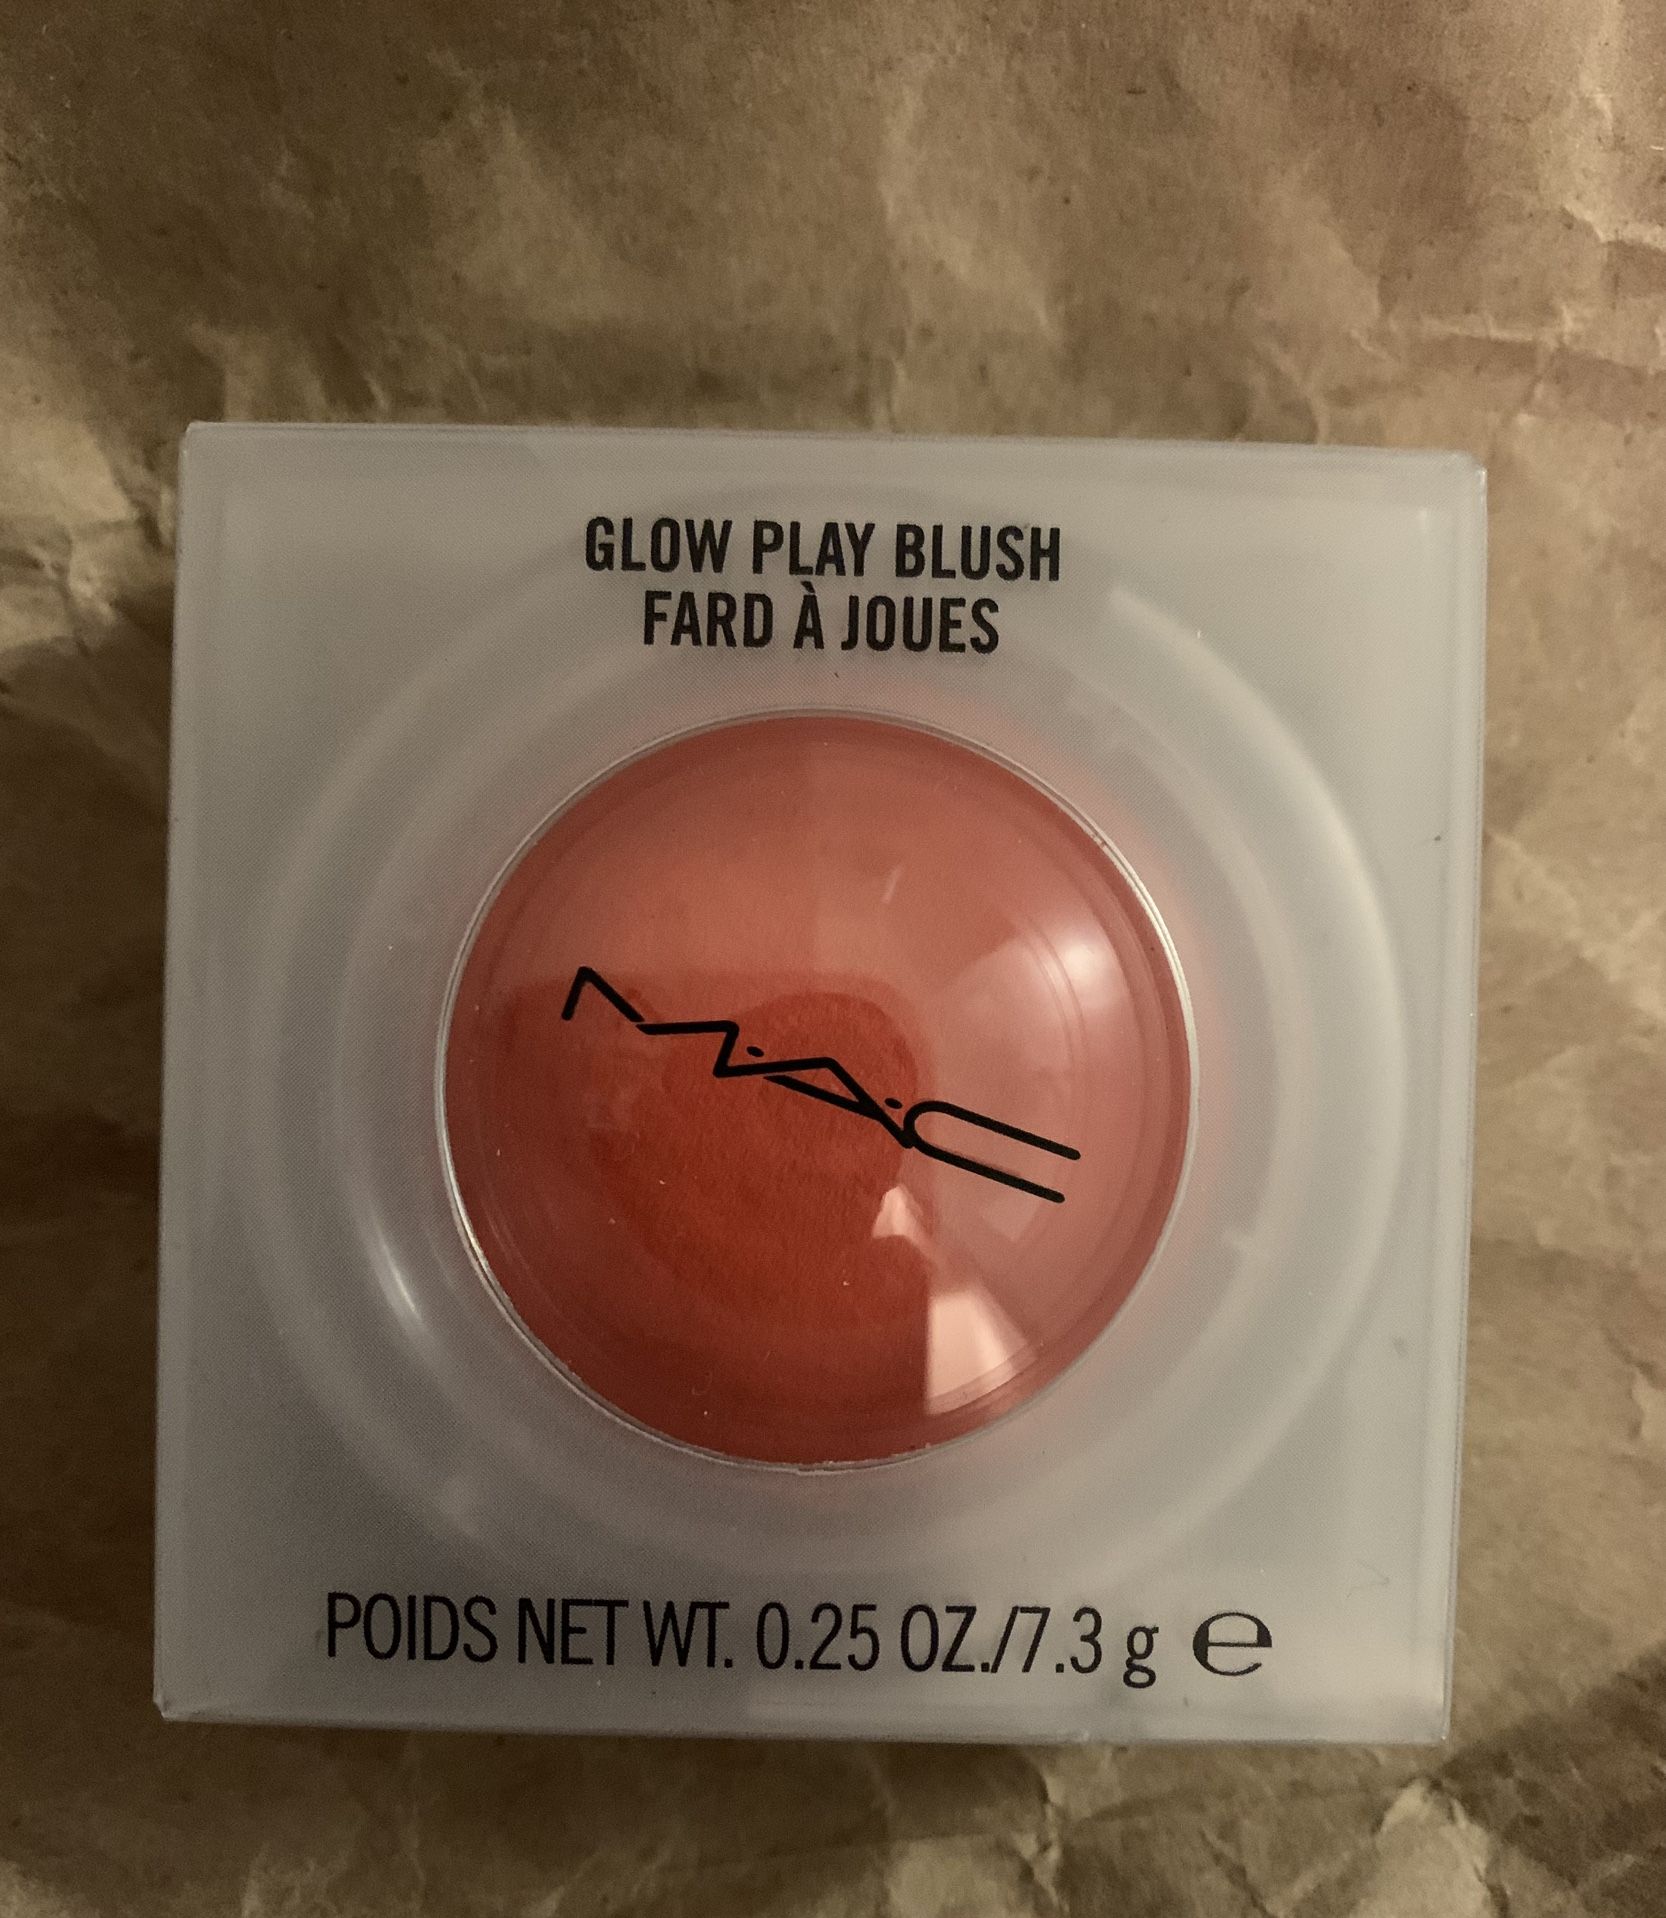 GLOW PLAY BLUSH
FARD À JOUES
M·A·C
POIDS NET WT. 0.25 OZ./7.3 g ℮